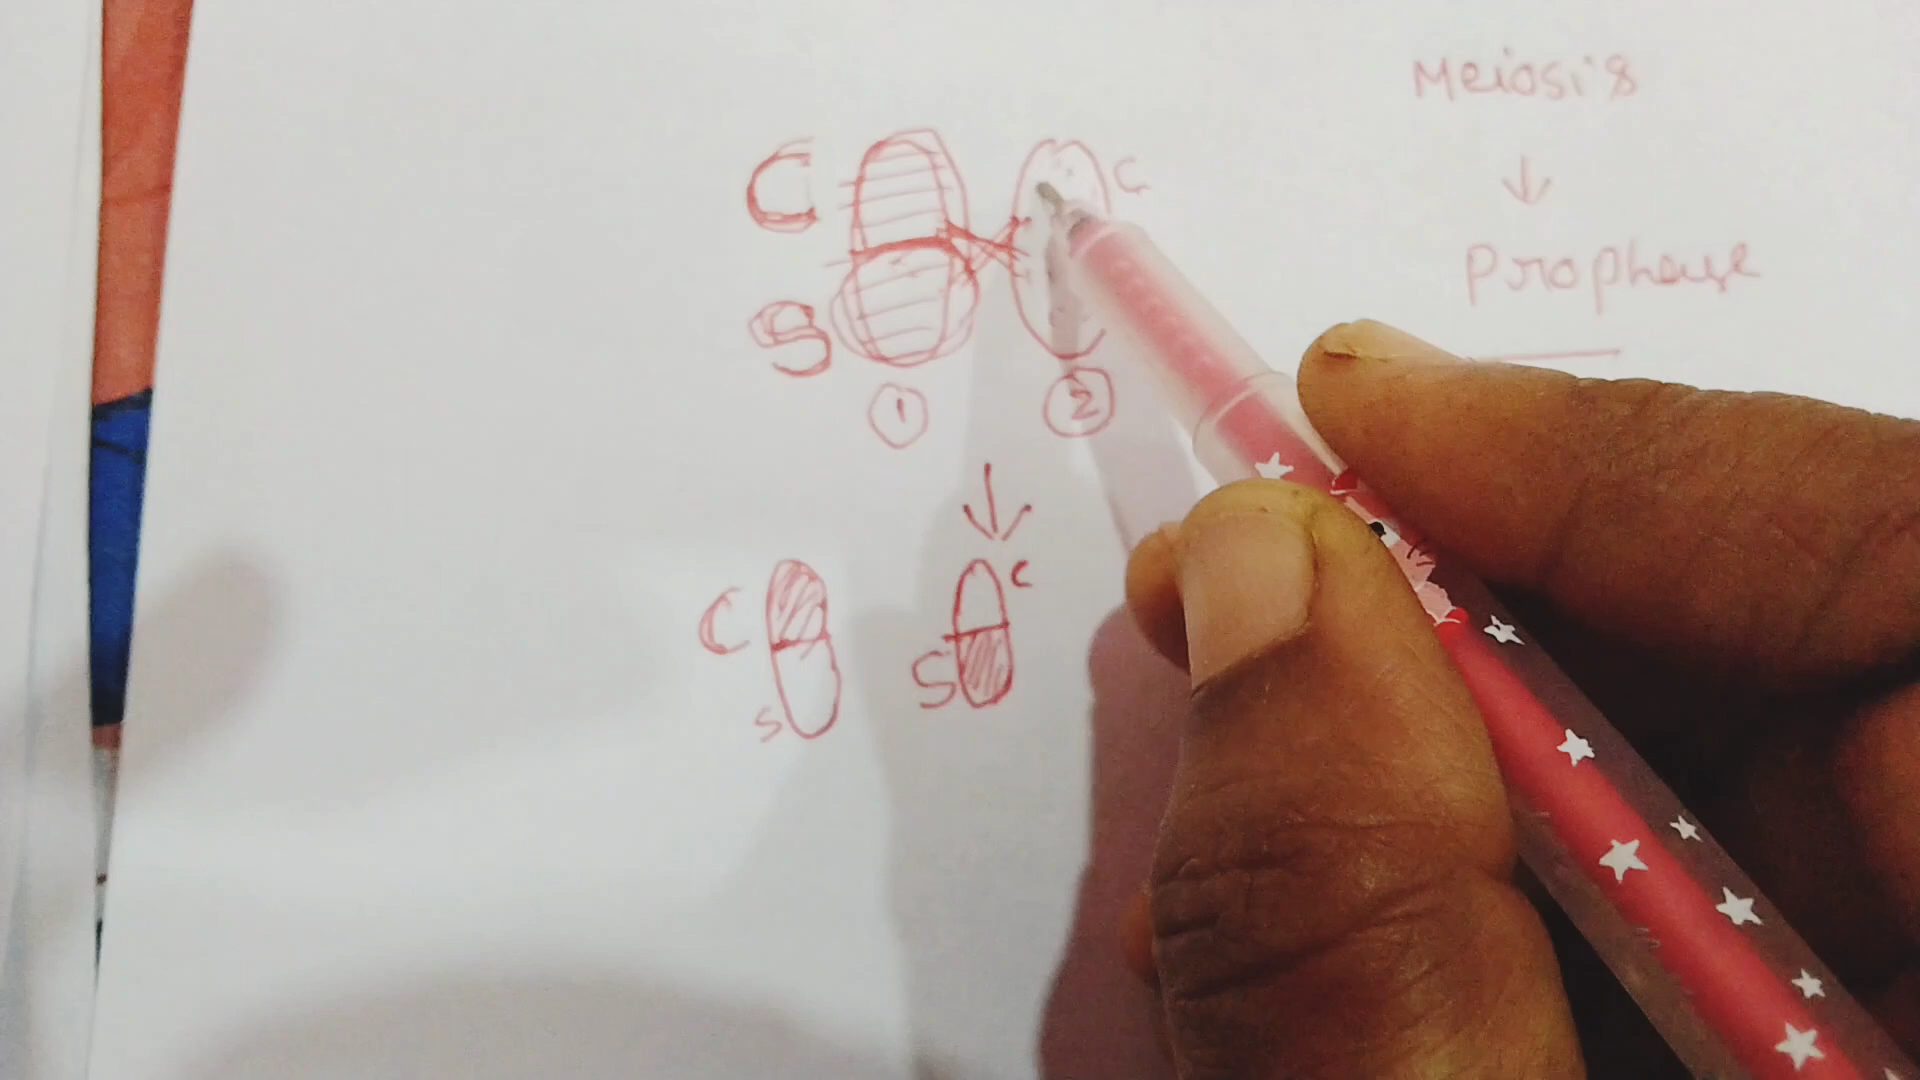 Meiosis
↓
Prophase
C C
S
1 2
↓
C c
s S